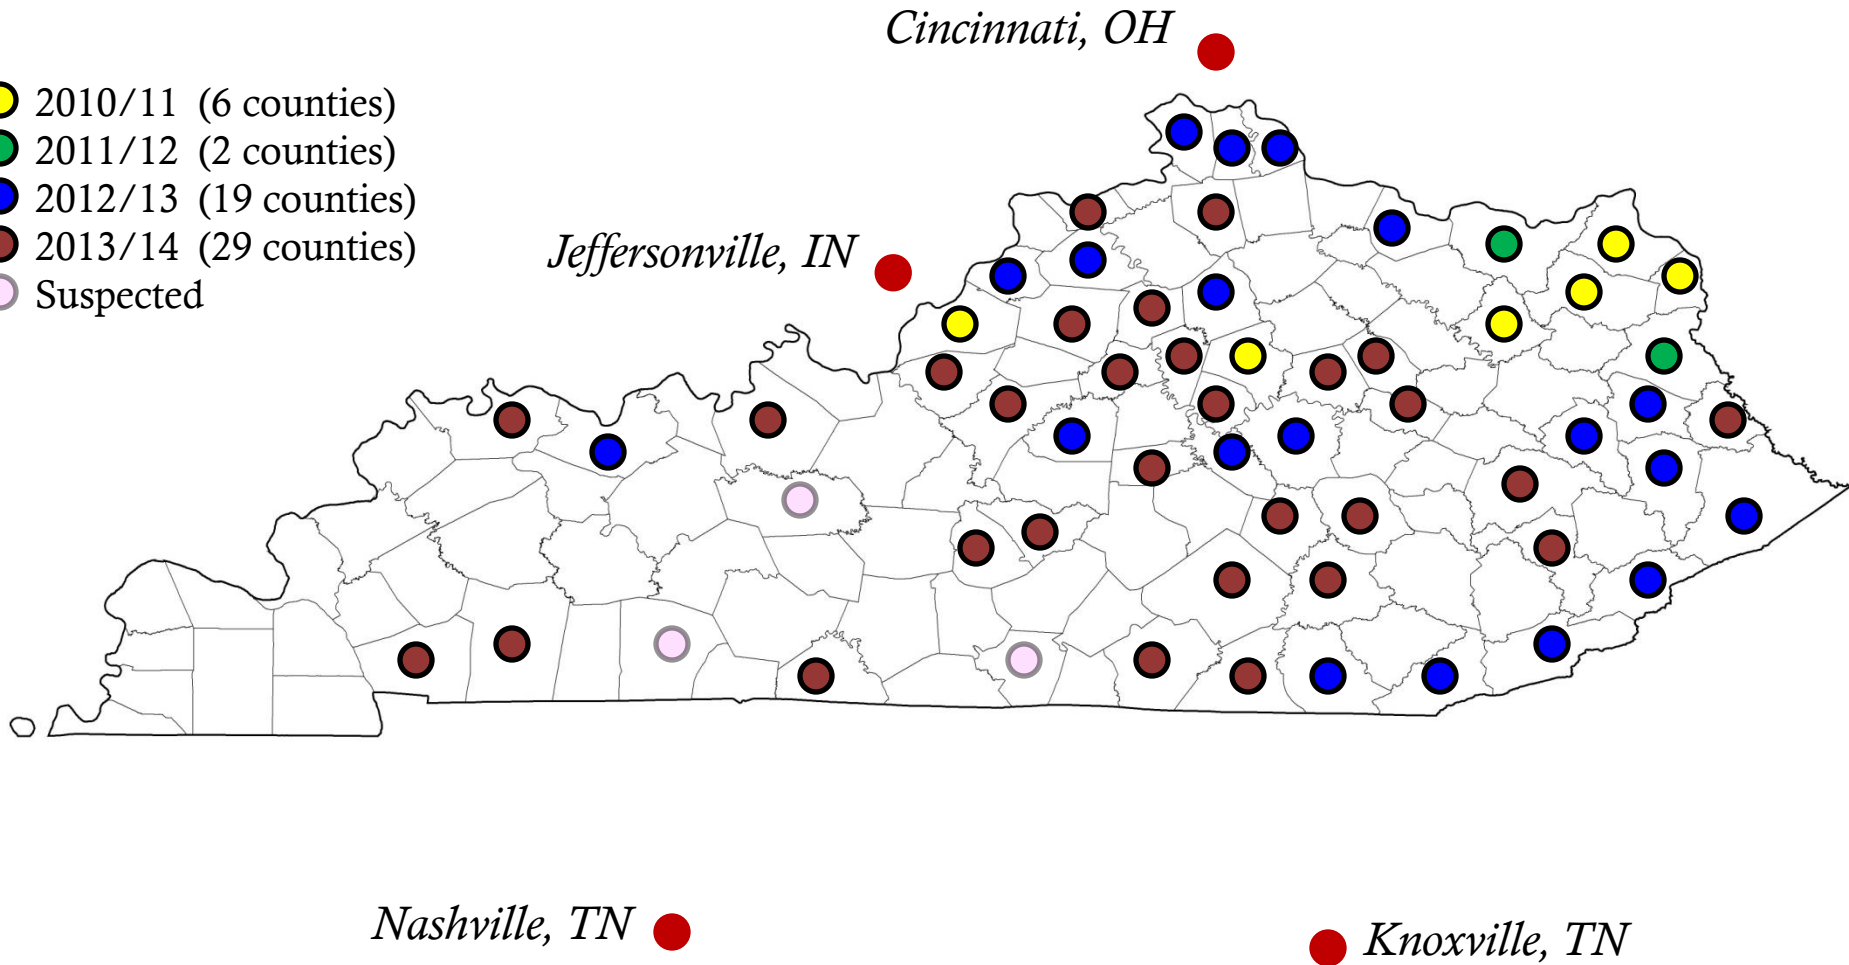 Cincinnati, OH
2010/11 (6 counties)
2011/12 (2 counties)
2012/13 (19 counties)
2013/14 (29 counties)
Suspected
Jeffersonville, IN
Nashville, TN
Knoxville, TN